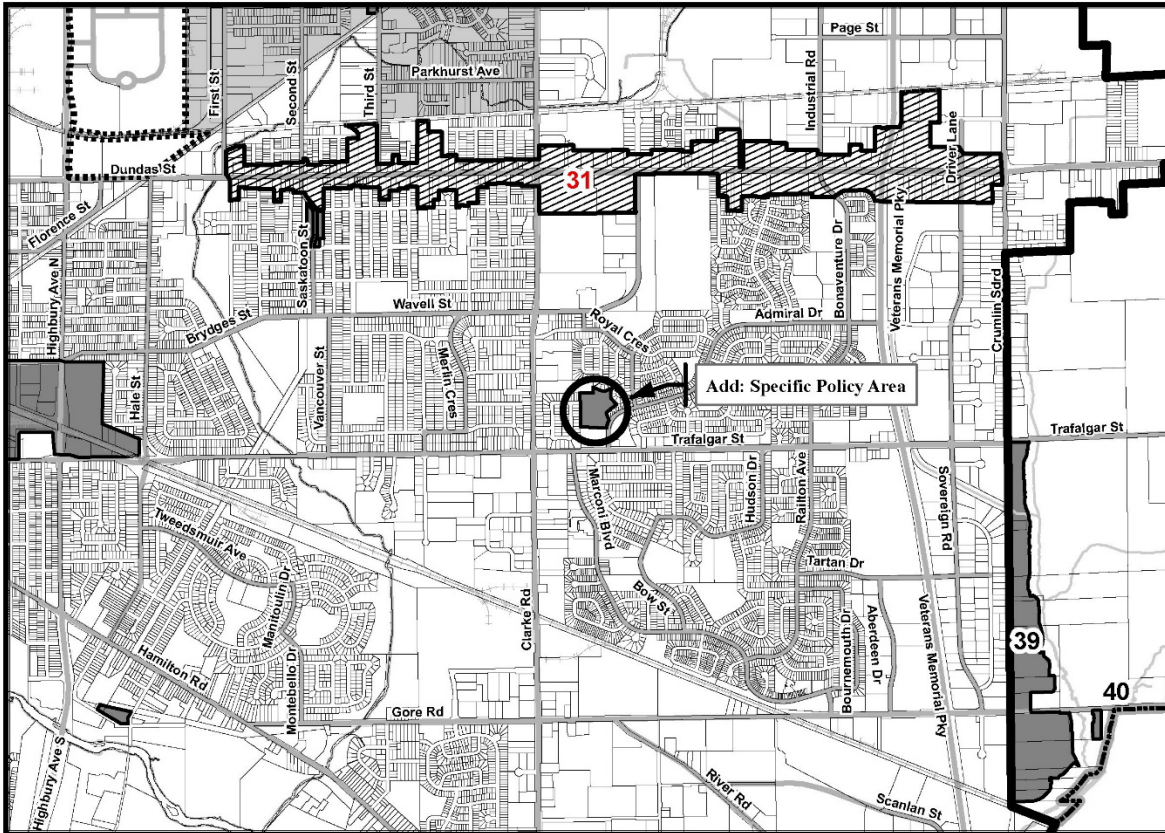 Page St
Parkhurst Ave
First St
Second St
Third St
Industrial Rd
Driver Lane
Dundas St
31
Florence St
Saskatoon St
Highbury Ave N
Wavell St
Brydges St
Royal Cres
Admiral Dr
Bonaventure Dr
Veterans Memorial Pky
Crumlin Sdrd
Hale St
Vancouver St
Merlin Cres
Add: Specific Policy Area
Trafalgar St
Trafalgar St
Marconi Blvd
Hudson Dr
Railton Ave
Sovereign Rd
Tweedsmuir Ave
Manitoulin Dr
Tartan Dr
Bow St
Clarke Rd
Hamilton Rd
Montebello Dr
Bournemouth Dr
Aberdeen Dr
Veterans Memorial Pky
39
40
Gore Rd
Highbury Ave S
River Rd
Scanlan St